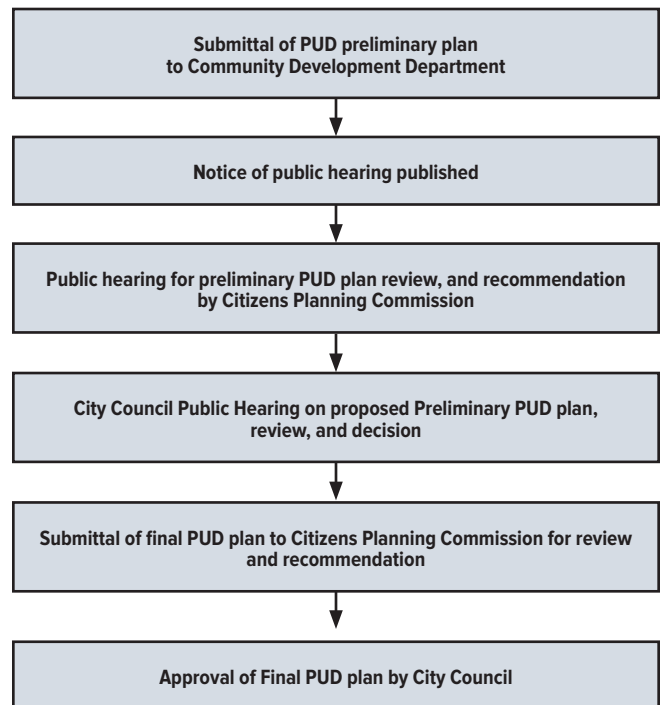 Submittal of PUD preliminary plan
to Community Development Department
Notice of public hearing published
Public hearing for preliminary PUD plan review, and recommendation
by Citizens Planning Commission
City Council Public Hearing on proposed Preliminary PUD plan,
review, and decision
Submittal of final PUD plan to Citizens Planning Commission for review
and recommendation
Approval of Final PUD plan by City Council